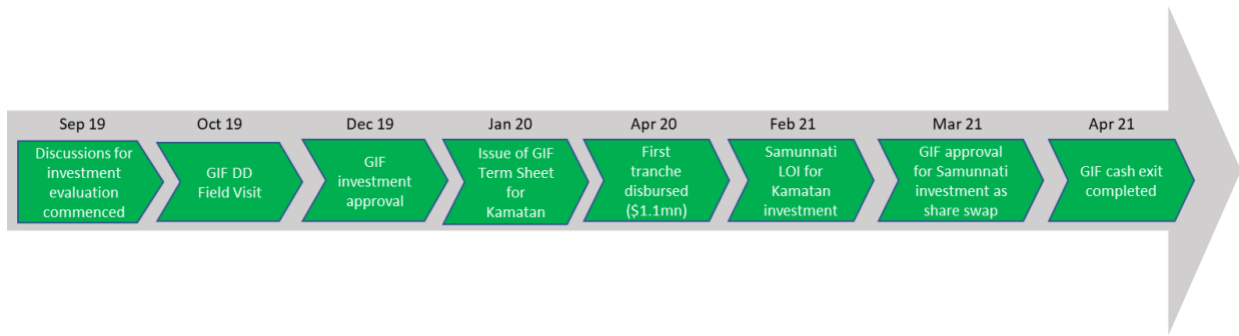 Sep 19
Discussions for
investment
evaluation
commenced
Oct 19
GIF DD
Field Visit
Dec 19
GIF
investment
approval
Jan 20
Issue of GIF
Term Sheet
for
Kamatan
Apr 20
First
tranche
disbursed
($1.1mn)
Feb 21
Samunnati
LOI for
Kamatan
investment
Mar 21
GIF approval
for Samunnati
investment as
share swap
Apr 21
GIF cash exit
completed